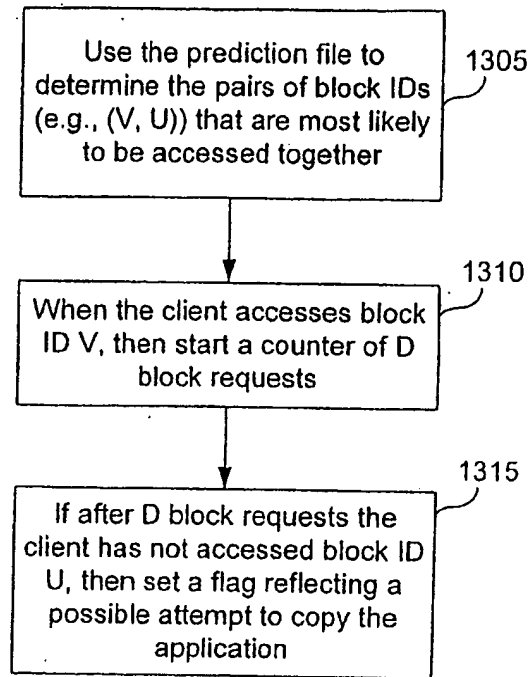 Use the prediction file to
determine the pairs of block IDs
(e.g., (V, U)) that are most likely
to be accessed together
1305
When the client accesses block
ID V, then start a counter of D
block requests
1310
If after D block requests the
client has not accessed block ID
U, then set a flag reflecting a
possible attempt to copy the
application
1315